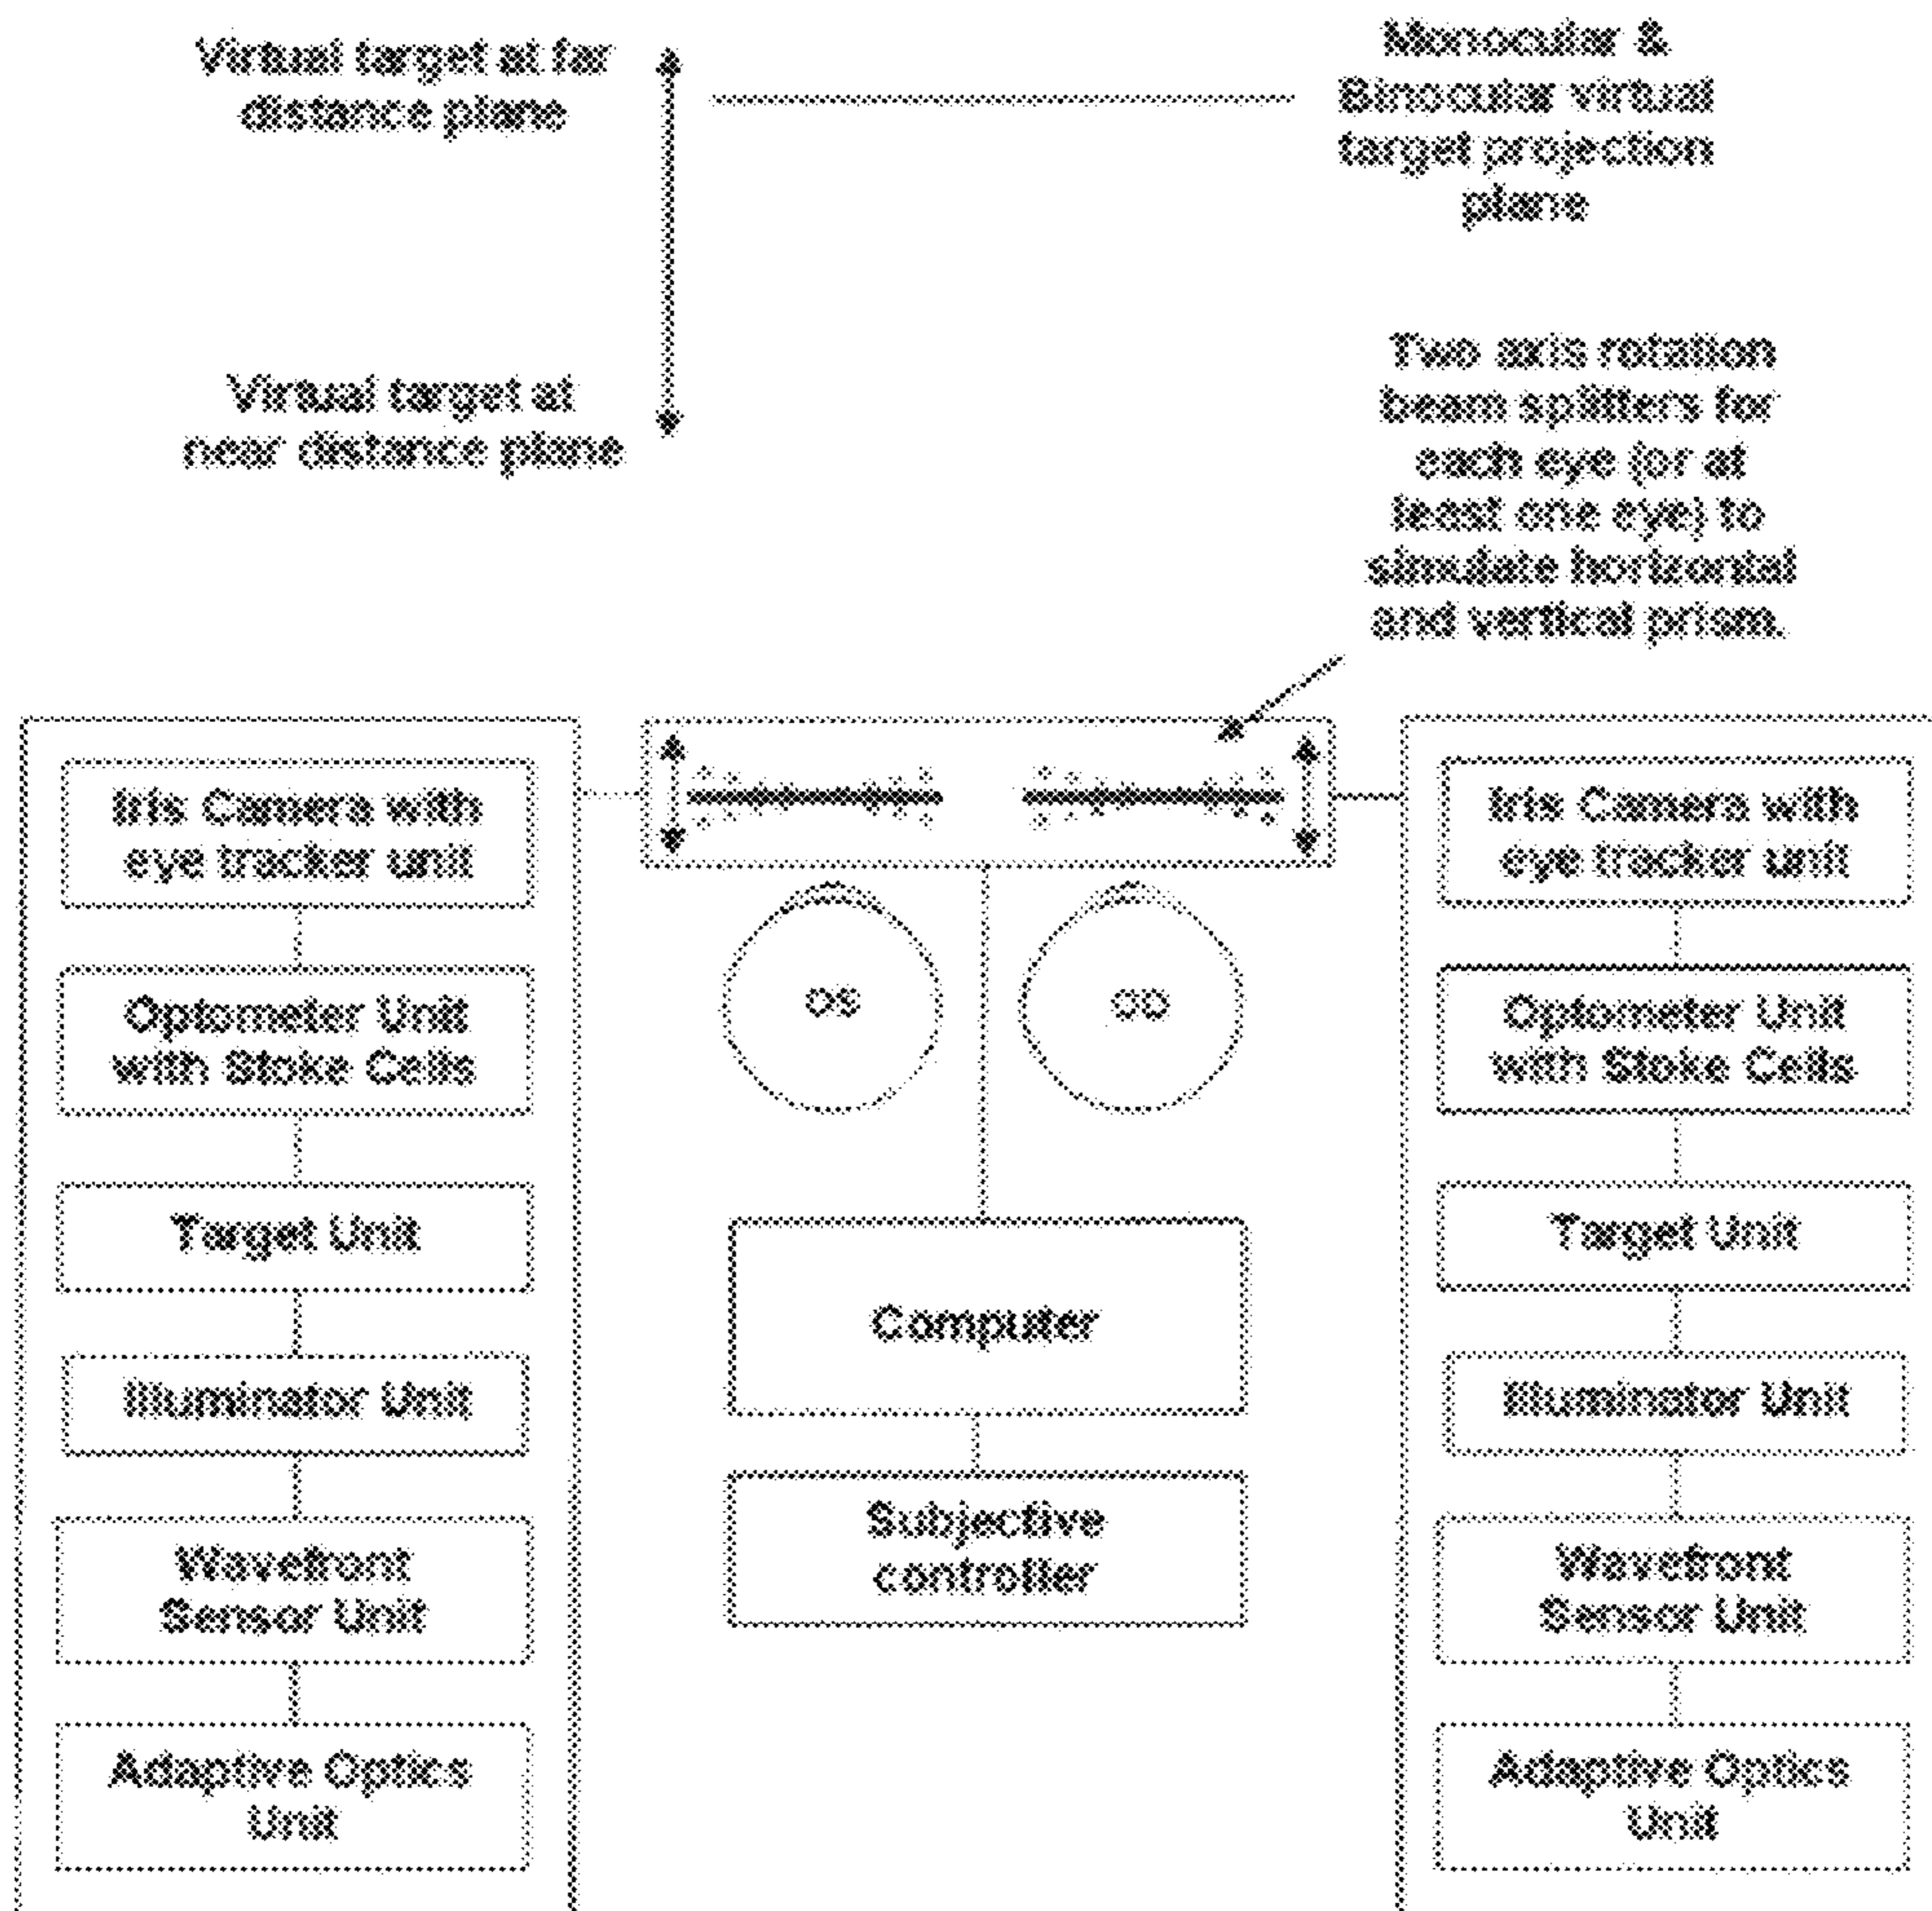 Virtual target at far
distance plane
Monocular &
Binocular virtual
target projection
plane
Virtual target at
near distance plane
Two axis rotation
beam splitters for
each eye (or at
least one eye) to
simulate horizontal
and vertical prism.
Iris Camera with
eye tracker unit
Optometer Unit
with Stoke Cells
Target Unit
Illuminator Unit
Wavefront
Sensor Unit
Adaptive Optics
Unit
OS
OD
Computer
Subjective
controller
Iris Camera with
eye tracker unit
Optometer Unit
with Stoke Cells
Target Unit
Illuminator Unit
Wavefront
Sensor Unit
Adaptive Optics
Unit